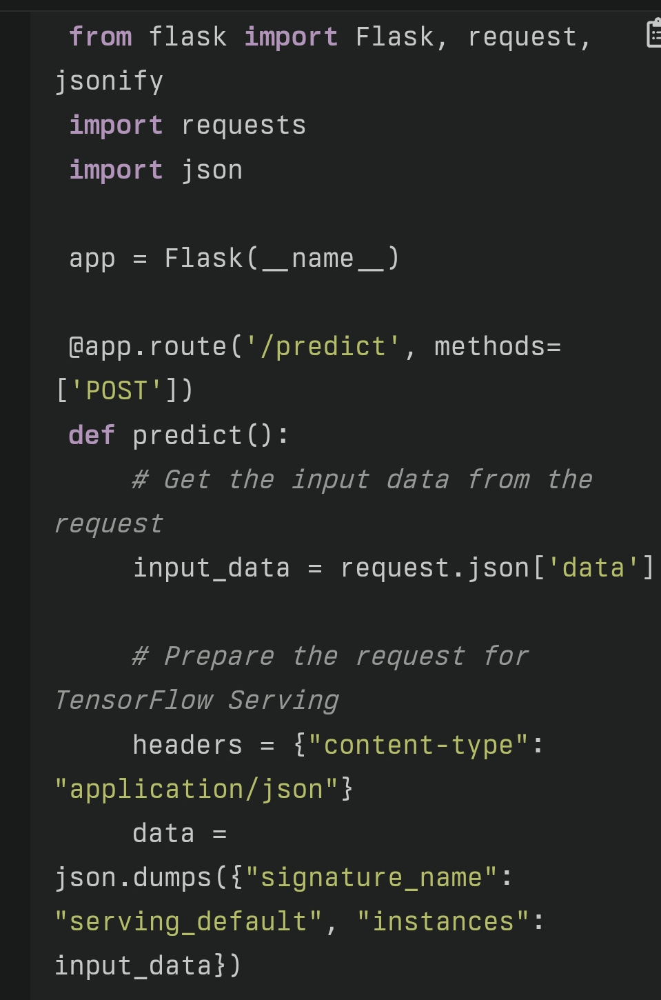 from flask import Flask, request,
jsonify
import requests
import json
app = Flask(__name__)
@app.route('/predict', methods=
['POST'])
def predict():
# Get the input data from the
request
input_data = request.json['data']
# Prepare the request for
TensorFlow Serving
headers = {"content-type":
"application/json"}
data =
json.dumps({"signature_name":
"serving_default", "instances":
input_data})